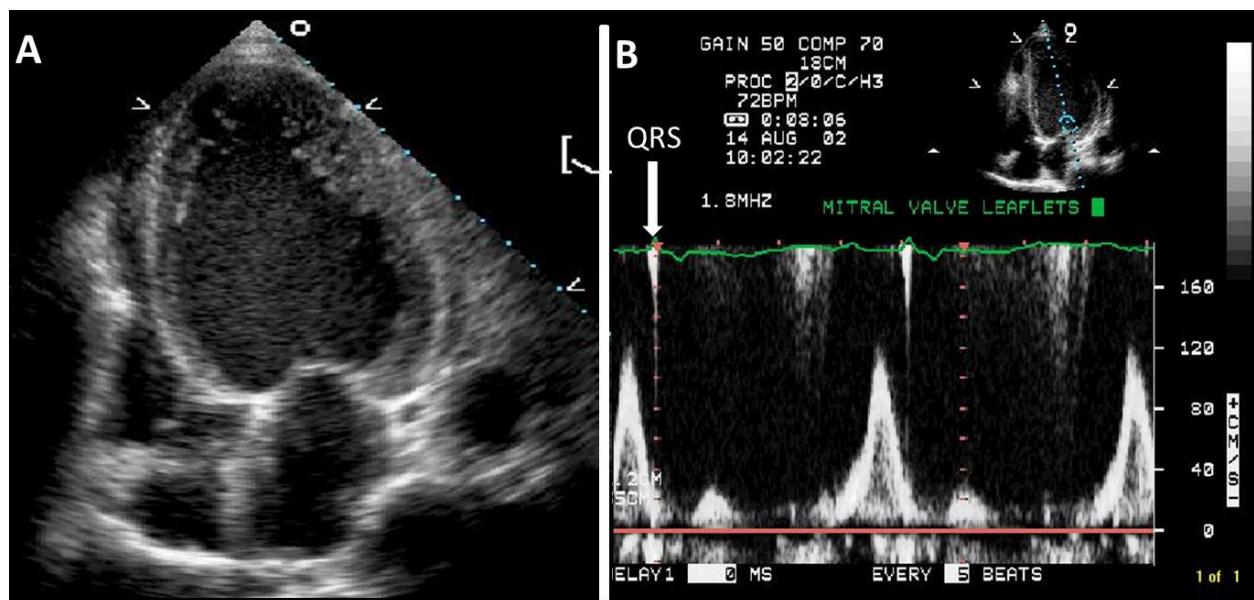 A
B
GAIN 50 COMP 70
18CM
PROC 2/0/C/H3
72BPM
0:08:06
14 AUG 02
10:02:22
QRS
1.8MHZ
MITRAL VALVE LEAFLETS
160
120
80
40
0
+CM/S-
ELAY1 0 MS
EVERY 5 BEATS
1 of 1